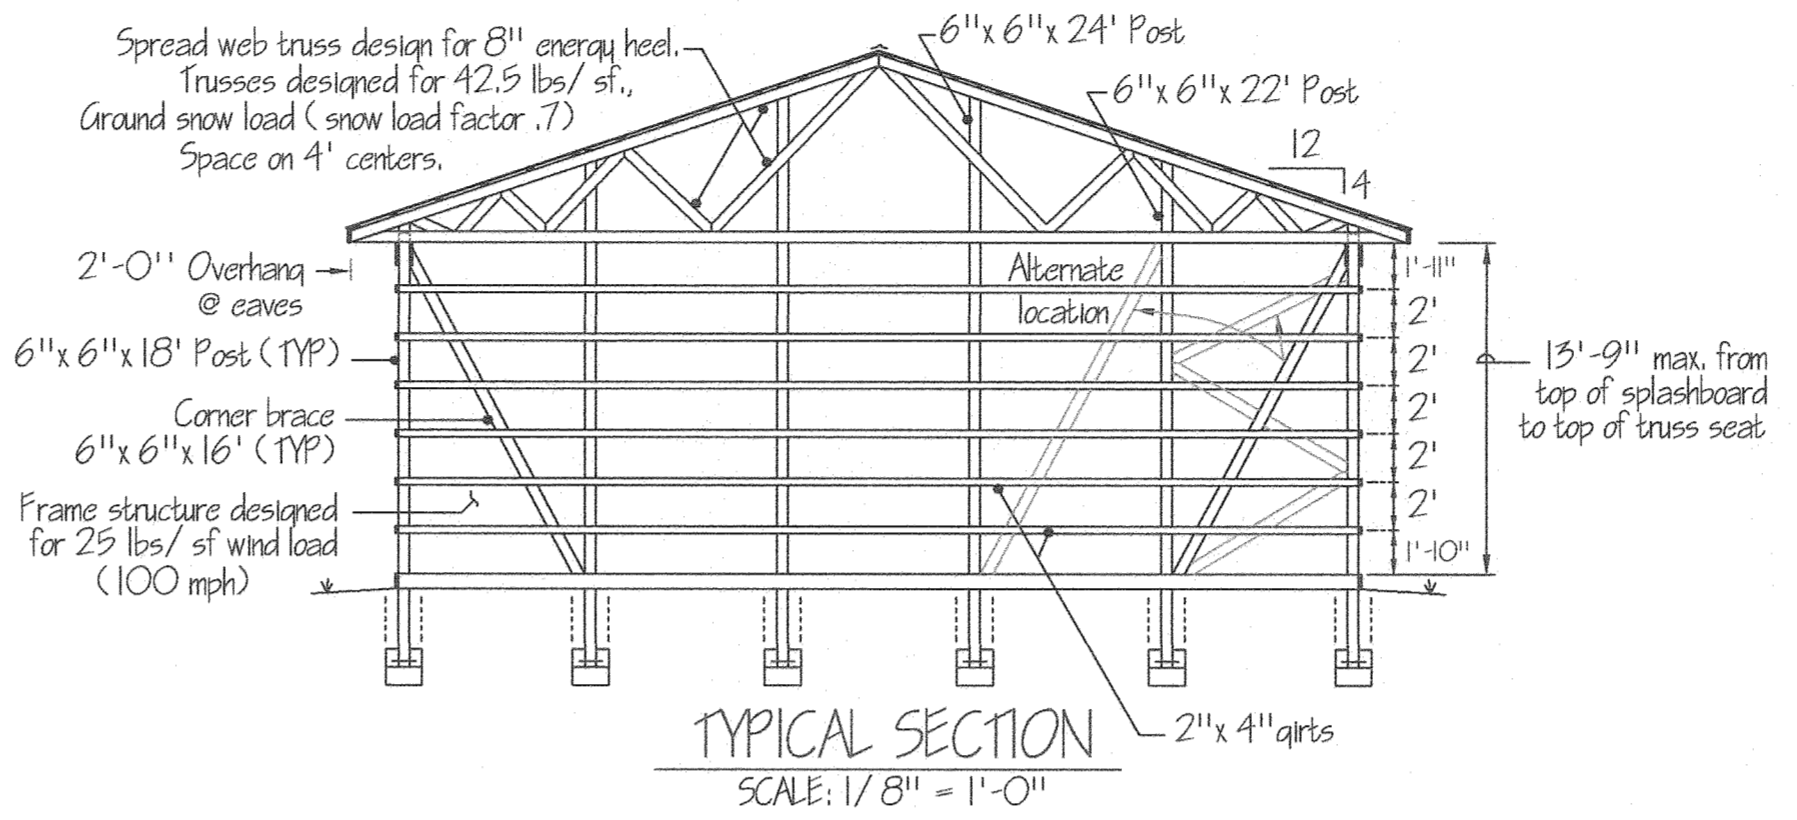 Spread web truss design for 8" energy heel.
Trusses designed for 42.5 lbs/ sf.,
Ground snow load ( snow load factor .7)
Space on 4' centers.
6"x 6"x 24' Post
6"x 6"x 22' Post
12
4
2'-0" Overhang
@ eaves
6"x 6"x 18' Post ( TYP)
Corner brace
6"x 6"x 16' ( TYP)
Frame structure designed
for 25 lbs/ sf wind load
(100 mph)
Alternate
location
1'-11"
2'
2'
2'
2'
2'
1'-10"
13'-9" max. from
top of splashboard
to top of truss seat
2"x 4" girts
TYPICAL SECTION
SCALE: 1/ 8" = 1'-0"